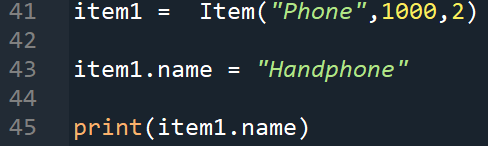 41 item1 =  Item("Phone",1000,2)
42
43 item1.name = "Handphone"
44
45 print(item1.name)